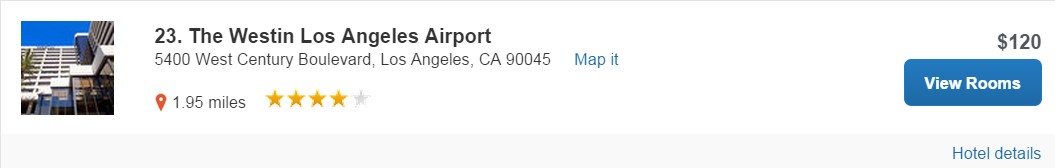 23. The Westin Los Angeles Airport
$120
5400 West Century Boulevard, Los Angeles, CA 90045 Map it
View Rooms
1.95 miles
Hotel details